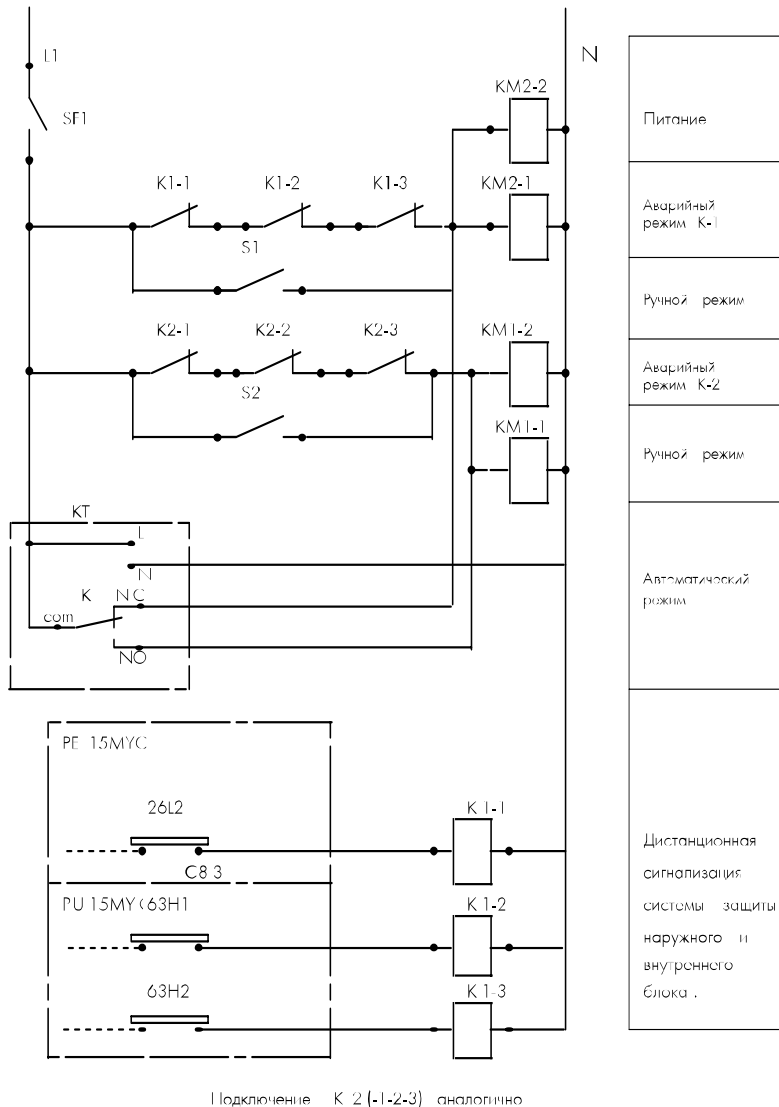 L1
N
KM2-2
SF1
Питание
K1-1 K1-2 K1-3 KM2-1
Аварийный
режим К-1
S1
Ручной режим
K2-1 K2-2 K2-3 KM1-2
Аварийный
режим К-2
S2
KM1-1
Ручной режим
KT
L
N
K NC
com
NO
Автоматический
режим
PE 15MYC
26L2 K 1-1
C8 3
PU 15MY 63H1 K 1-2
63H2 K 1-3
Дистанционная
сигнализация
системы защиты
наружного и
внутреннего
блока .
Подключение К 2 (-1-2-3) аналогично